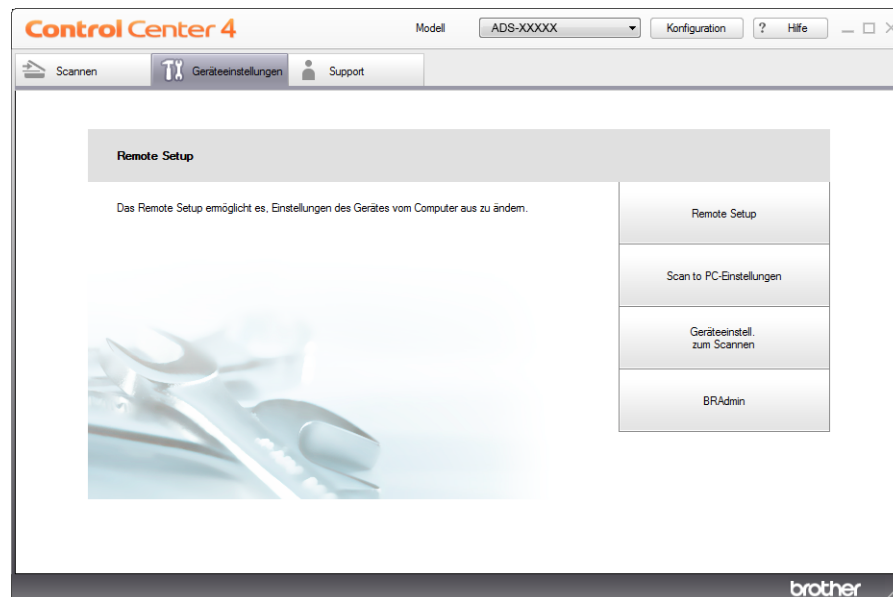 Control Center 4
Modell
ADS-XXXXX
Konfiguration
? Hilfe
Scannen
Geräteeinstellungen
Support
Remote Setup
Das Remote Setup ermöglicht es, Einstellungen des Gerätes vom Computer aus zu ändern.
Remote Setup
Scan to PC-Einstellungen
Geräteeinstell.
zum Scannen
BRAdmin
brother